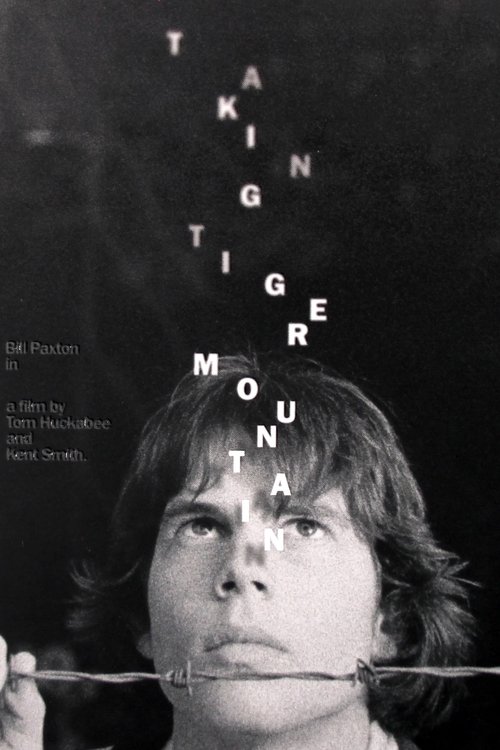 TAKING
TIGER
MOUNTAIN
Bill Paxton
in
a film by
Tom Huckabee
and
Kent Smith.